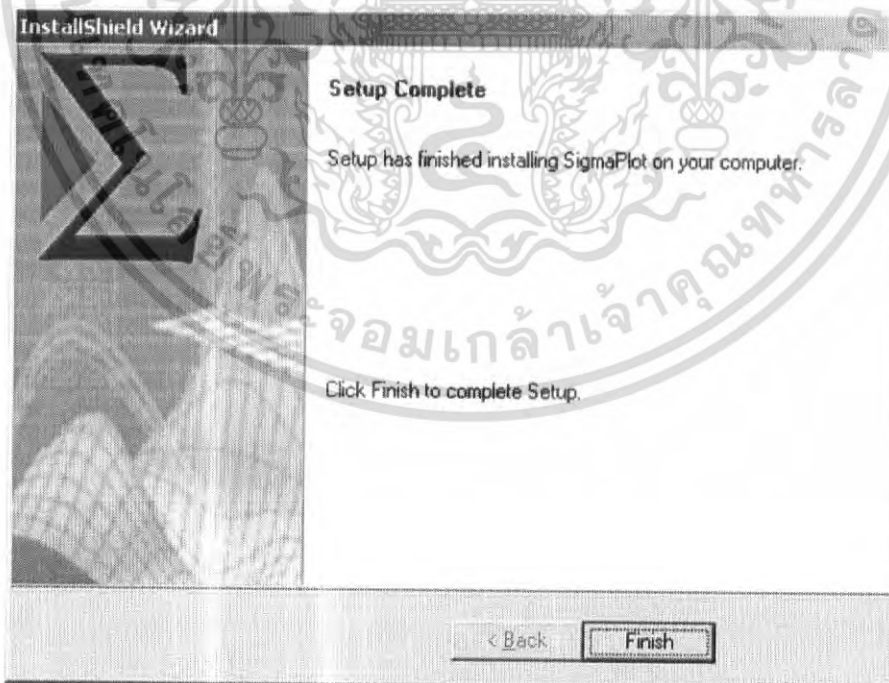 InstallShield Wizard
Setup Complete
Setup has finished installing SigmaPlot on your computer.
Click Finish to complete Setup.
< Back
Finish